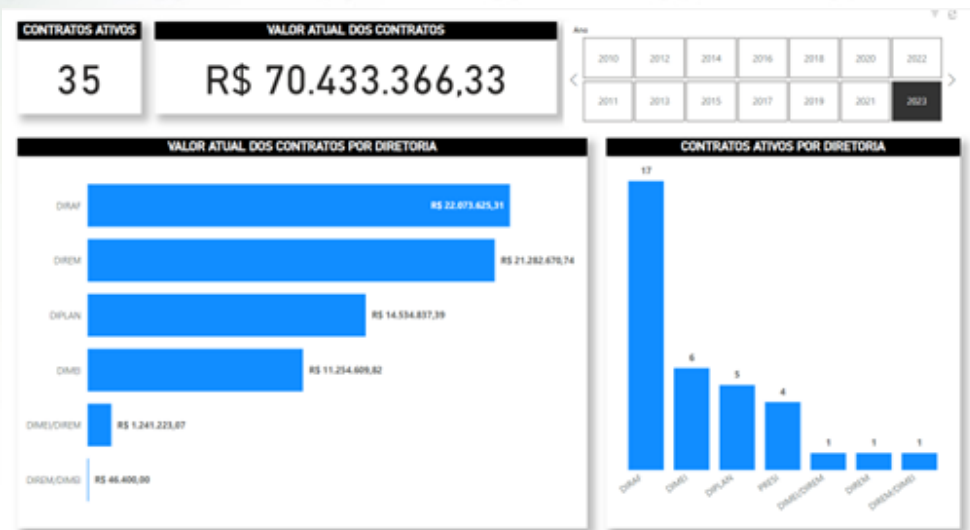 CONTRATOS ATIVOS
35
VALOR ATUAL DOS CONTRATOS
R$ 70.433.366,33
Ano
2010 2012 2014 2016 2018 2020 2022
2011 2013 2015 2017 2019 2021 2023
VALOR ATUAL DOS CONTRATOS POR DIRETORIA
DIRAF R$ 22.073.625,31
DIREM R$ 21.282.670,74
DIPLAN R$ 14.534.837,39
DIMEI R$ 11.254.609,82
DIMEI/DIREM R$ 1.241.223,07
DIREM/DIMEI R$ 46.400,00
CONTRATOS ATIVOS POR DIRETORIA
17
6
5
4
1 1 1
DIRAF DIMEI DIPLAN PRESI DIMEI/DIREM DIREM DIREM/DIMEI